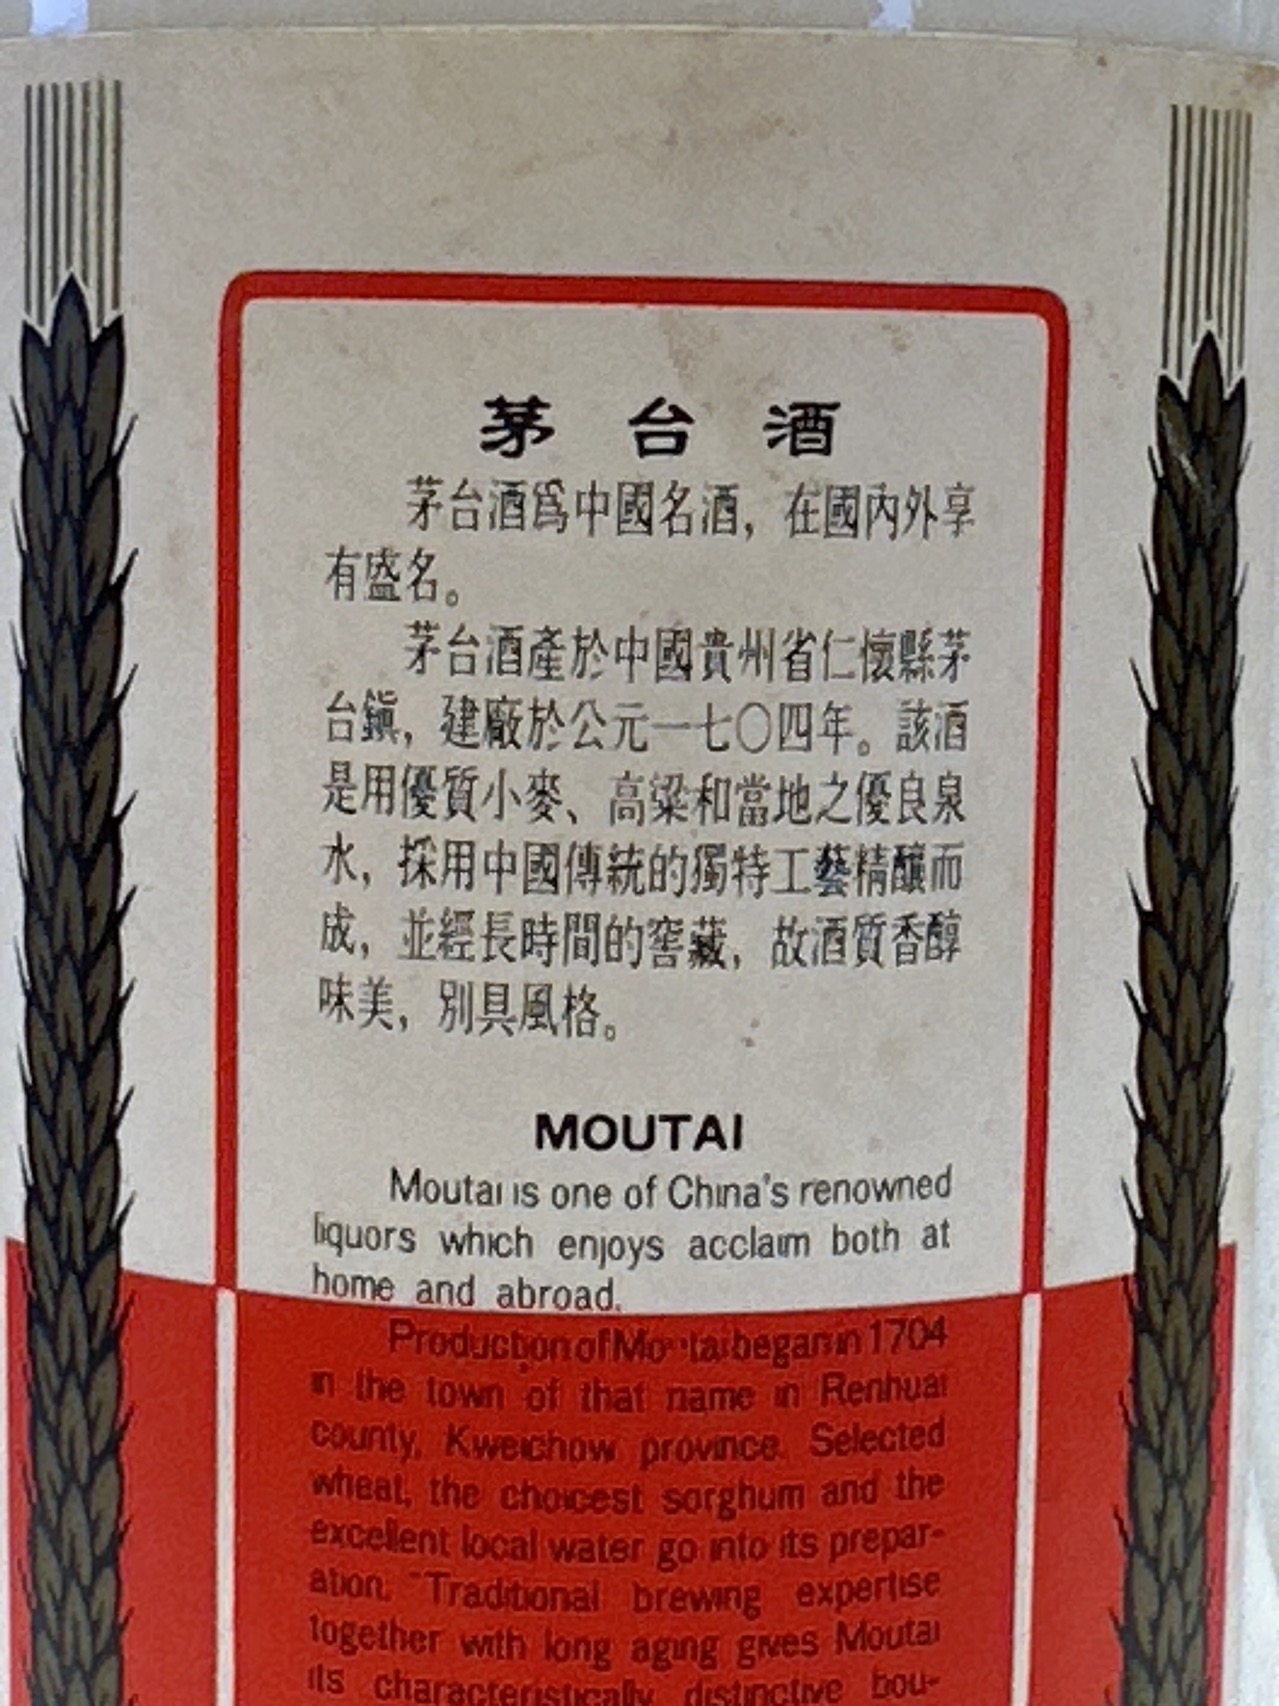 茅台酒
茅台酒爲中國名酒，在國內外享
有盛名。
茅台酒產於中國貴州省仁懷縣茅
台鎮，建廠於公元一七〇四年。該酒
是用優質小麥、高粱和當地之優良泉
水，採用中國傳統的獨特工藝精釀而
成，並經長時間的窖藏，故酒質香醇
味美，別具風格。
MOUTAI
Moutai is one of China's renowned
liquors which enjoys acclaim both at
home and abroad.
Production of Moutai began in 1704
in the town of that name in Renhuai
county, Kweichow province. Selected
wheat, the choicest sorghum and the
excellent local water go into its prepar-
ation. Traditional brewing expertise
together with long aging gives Moutai
its characteristically distinctive bou-